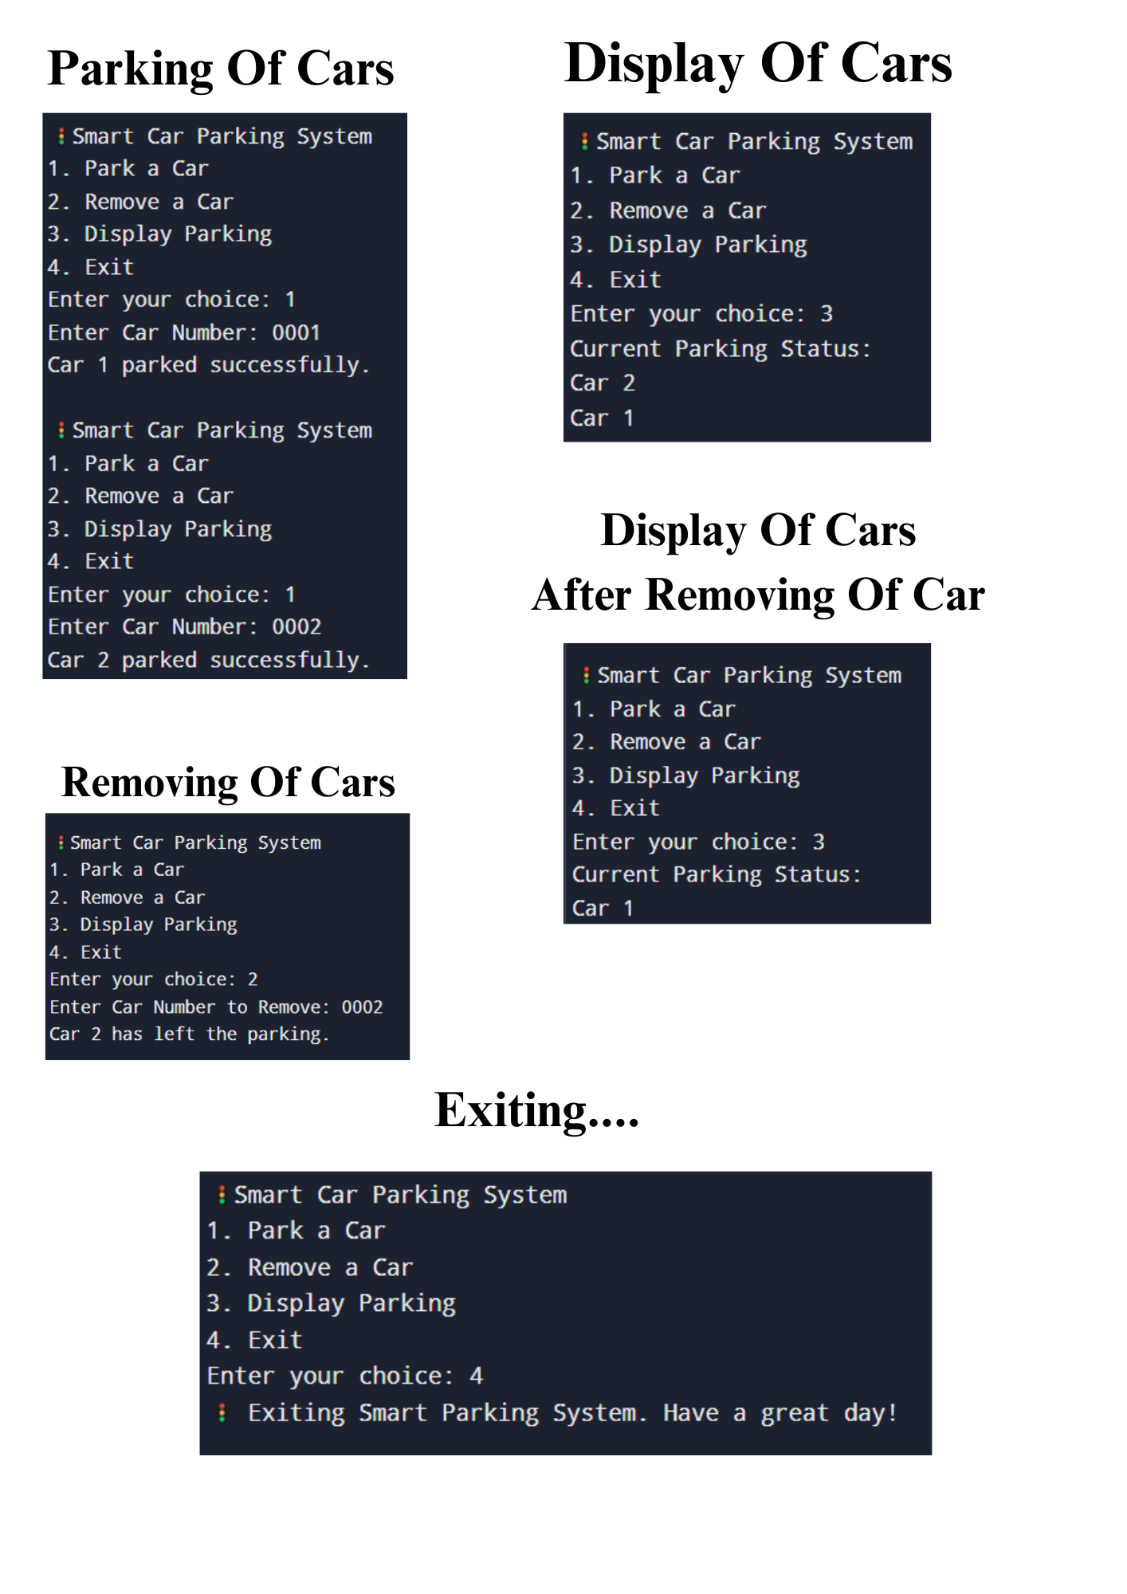 Parking Of Cars
🚦Smart Car Parking System
1. Park a Car
2. Remove a Car
3. Display Parking
4. Exit
Enter your choice: 1
Enter Car Number: 0001
Car 1 parked successfully.
🚦Smart Car Parking System
1. Park a Car
2. Remove a Car
3. Display Parking
4. Exit
Enter your choice: 1
Enter Car Number: 0002
Car 2 parked successfully.
Removing Of Cars
🚦Smart Car Parking System
1. Park a Car
2. Remove a Car
3. Display Parking
4. Exit
Enter your choice: 2
Enter Car Number to Remove: 0002
Car 2 has left the parking.
Display Of Cars
🚦Smart Car Parking System
1. Park a Car
2. Remove a Car
3. Display Parking
4. Exit
Enter your choice: 3
Current Parking Status:
Car 2
Car 1
Display Of Cars
After Removing Of Car
🚦Smart Car Parking System
1. Park a Car
2. Remove a Car
3. Display Parking
4. Exit
Enter your choice: 3
Current Parking Status:
Car 1
Exiting....
🚦Smart Car Parking System
1. Park a Car
2. Remove a Car
3. Display Parking
4. Exit
Enter your choice: 4
🚦 Exiting Smart Parking System. Have a great day!